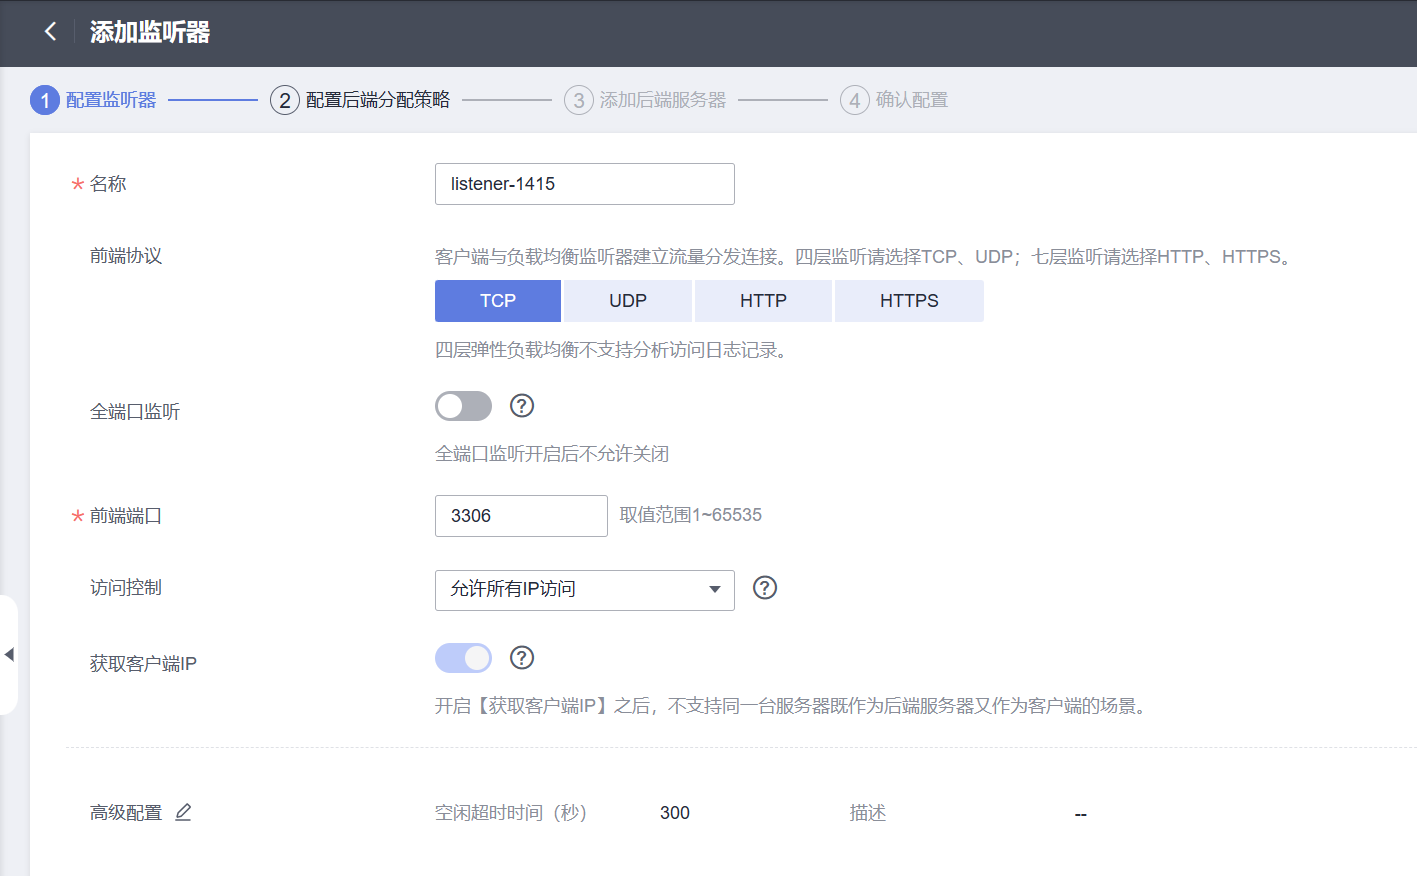 添加监听器
1 配置监听器 2 配置后端分配策略 3 添加后端服务器 4 确认配置
* 名称 listener-1415
前端协议 客户端与负载均衡监听器建立流量分发连接。四层监听请选择TCP、UDP；七层监听请选择HTTP、HTTPS。
TCP UDP HTTP HTTPS
四层弹性负载均衡不支持分析访问日志记录。
全端口监听 ?
全端口监听开启后不允许关闭
* 前端端口 3306 取值范围1~65535
访问控制 允许所有IP访问 ?
获取客户端IP ?
开启【获取客户端IP】之后，不支持同一台服务器既作为后端服务器又作为客户端的场景。
高级配置 空闲超时时间（秒） 300 描述 --